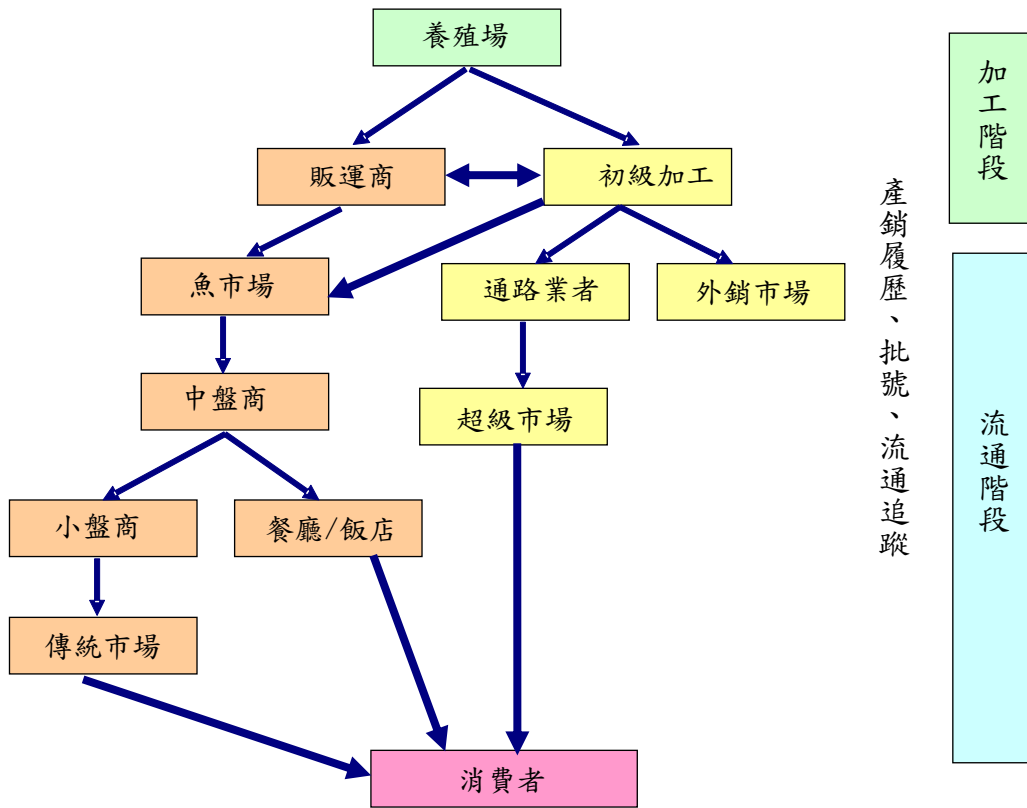 養殖場
販運商
初級加工
魚市場
通路業者
外銷市場
中盤商
超級市場
小盤商
餐廳/飯店
傳統市場
消費者
產銷履歷、批號、流通追蹤
加工階段
流通階段